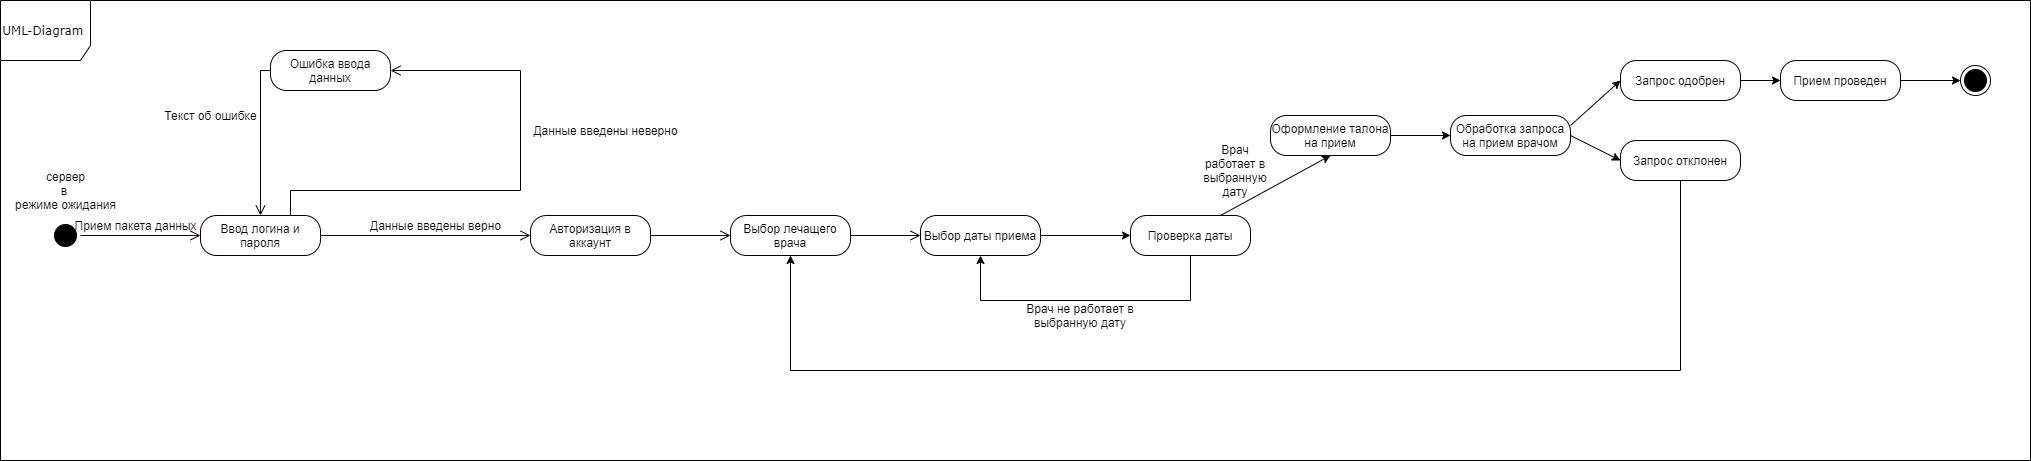 UML-Diagram
Ошибка ввода
данных
Текст об ошибке
Данные введены неверно
сервер
в
режиме ожидания
Прием пакета данных
Ввод логина и
пароля
Данные введены верно
Авторизация в
аккаунт
Выбор лечащего
врача
Выбор даты приема
Проверка даты
Врач не работает в
выбранную дату
Врач
работает в
выбранную
дату
Оформление талона
на прием
Обработка запроса
на прием врачом
Запрос одобрен
Прием проведен
Запрос отклонен